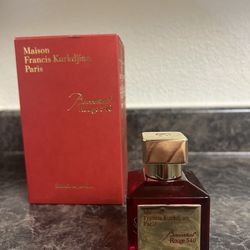 Maison
Francis Kurkdjian
Paris
Baccarat
Rouge 540
Maison
Francis Kurkdjian
Paris
Baccarat
Rouge 540